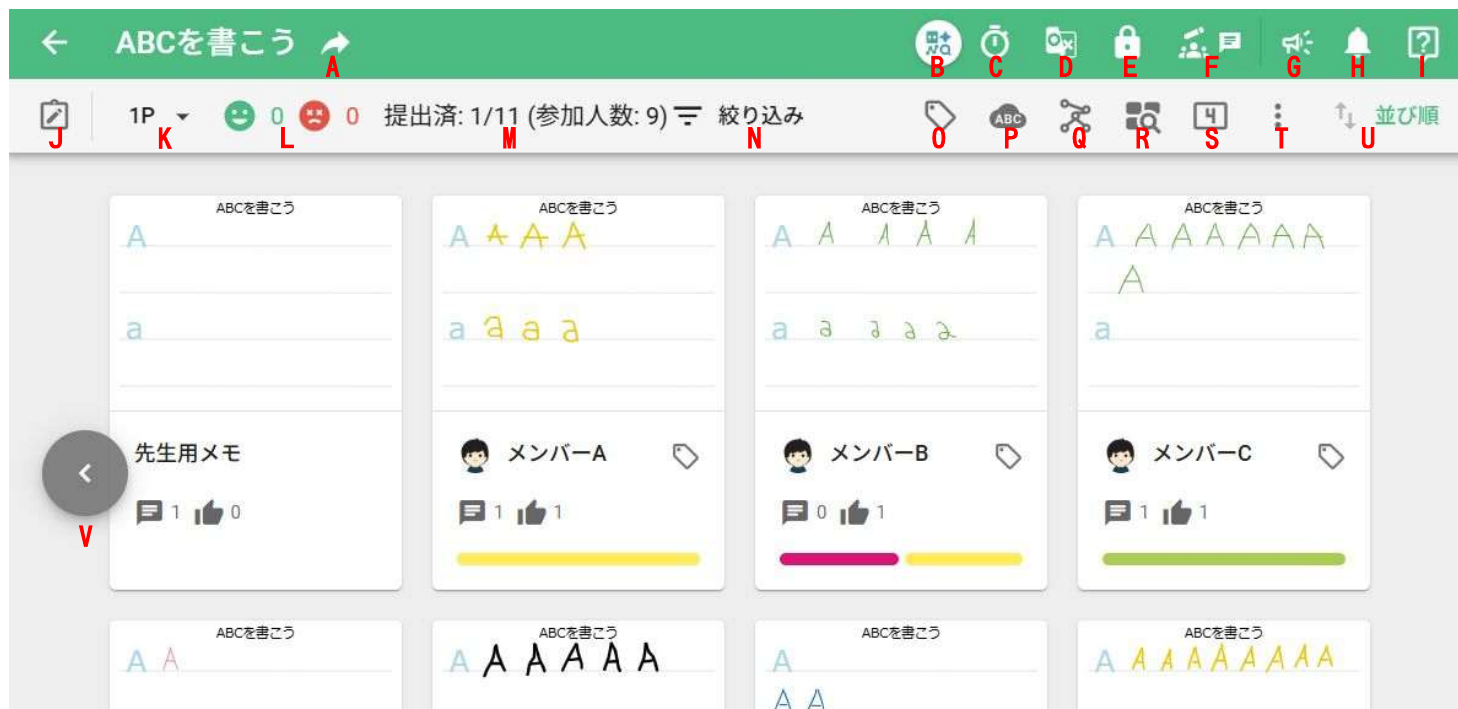 ABCを書こう
A B C D E F G H I
1P 0 0 提出済: 1/11 (参加人数: 9) 絞り込み ABC 4 並び順
J K L M N O P Q R S T U
ABCを書こう ABCを書こう ABCを書こう ABCを書こう
A A A A A A A A A A A A A A A A A
A
a a a a a a a a a a a
先生用メモ メンバーA メンバーB メンバーC
1 0 1 1 0 1 1 1
V
ABCを書こう ABCを書こう ABCを書こう ABCを書こう
A A A A A A A A A A A A A A A A A A A
A A